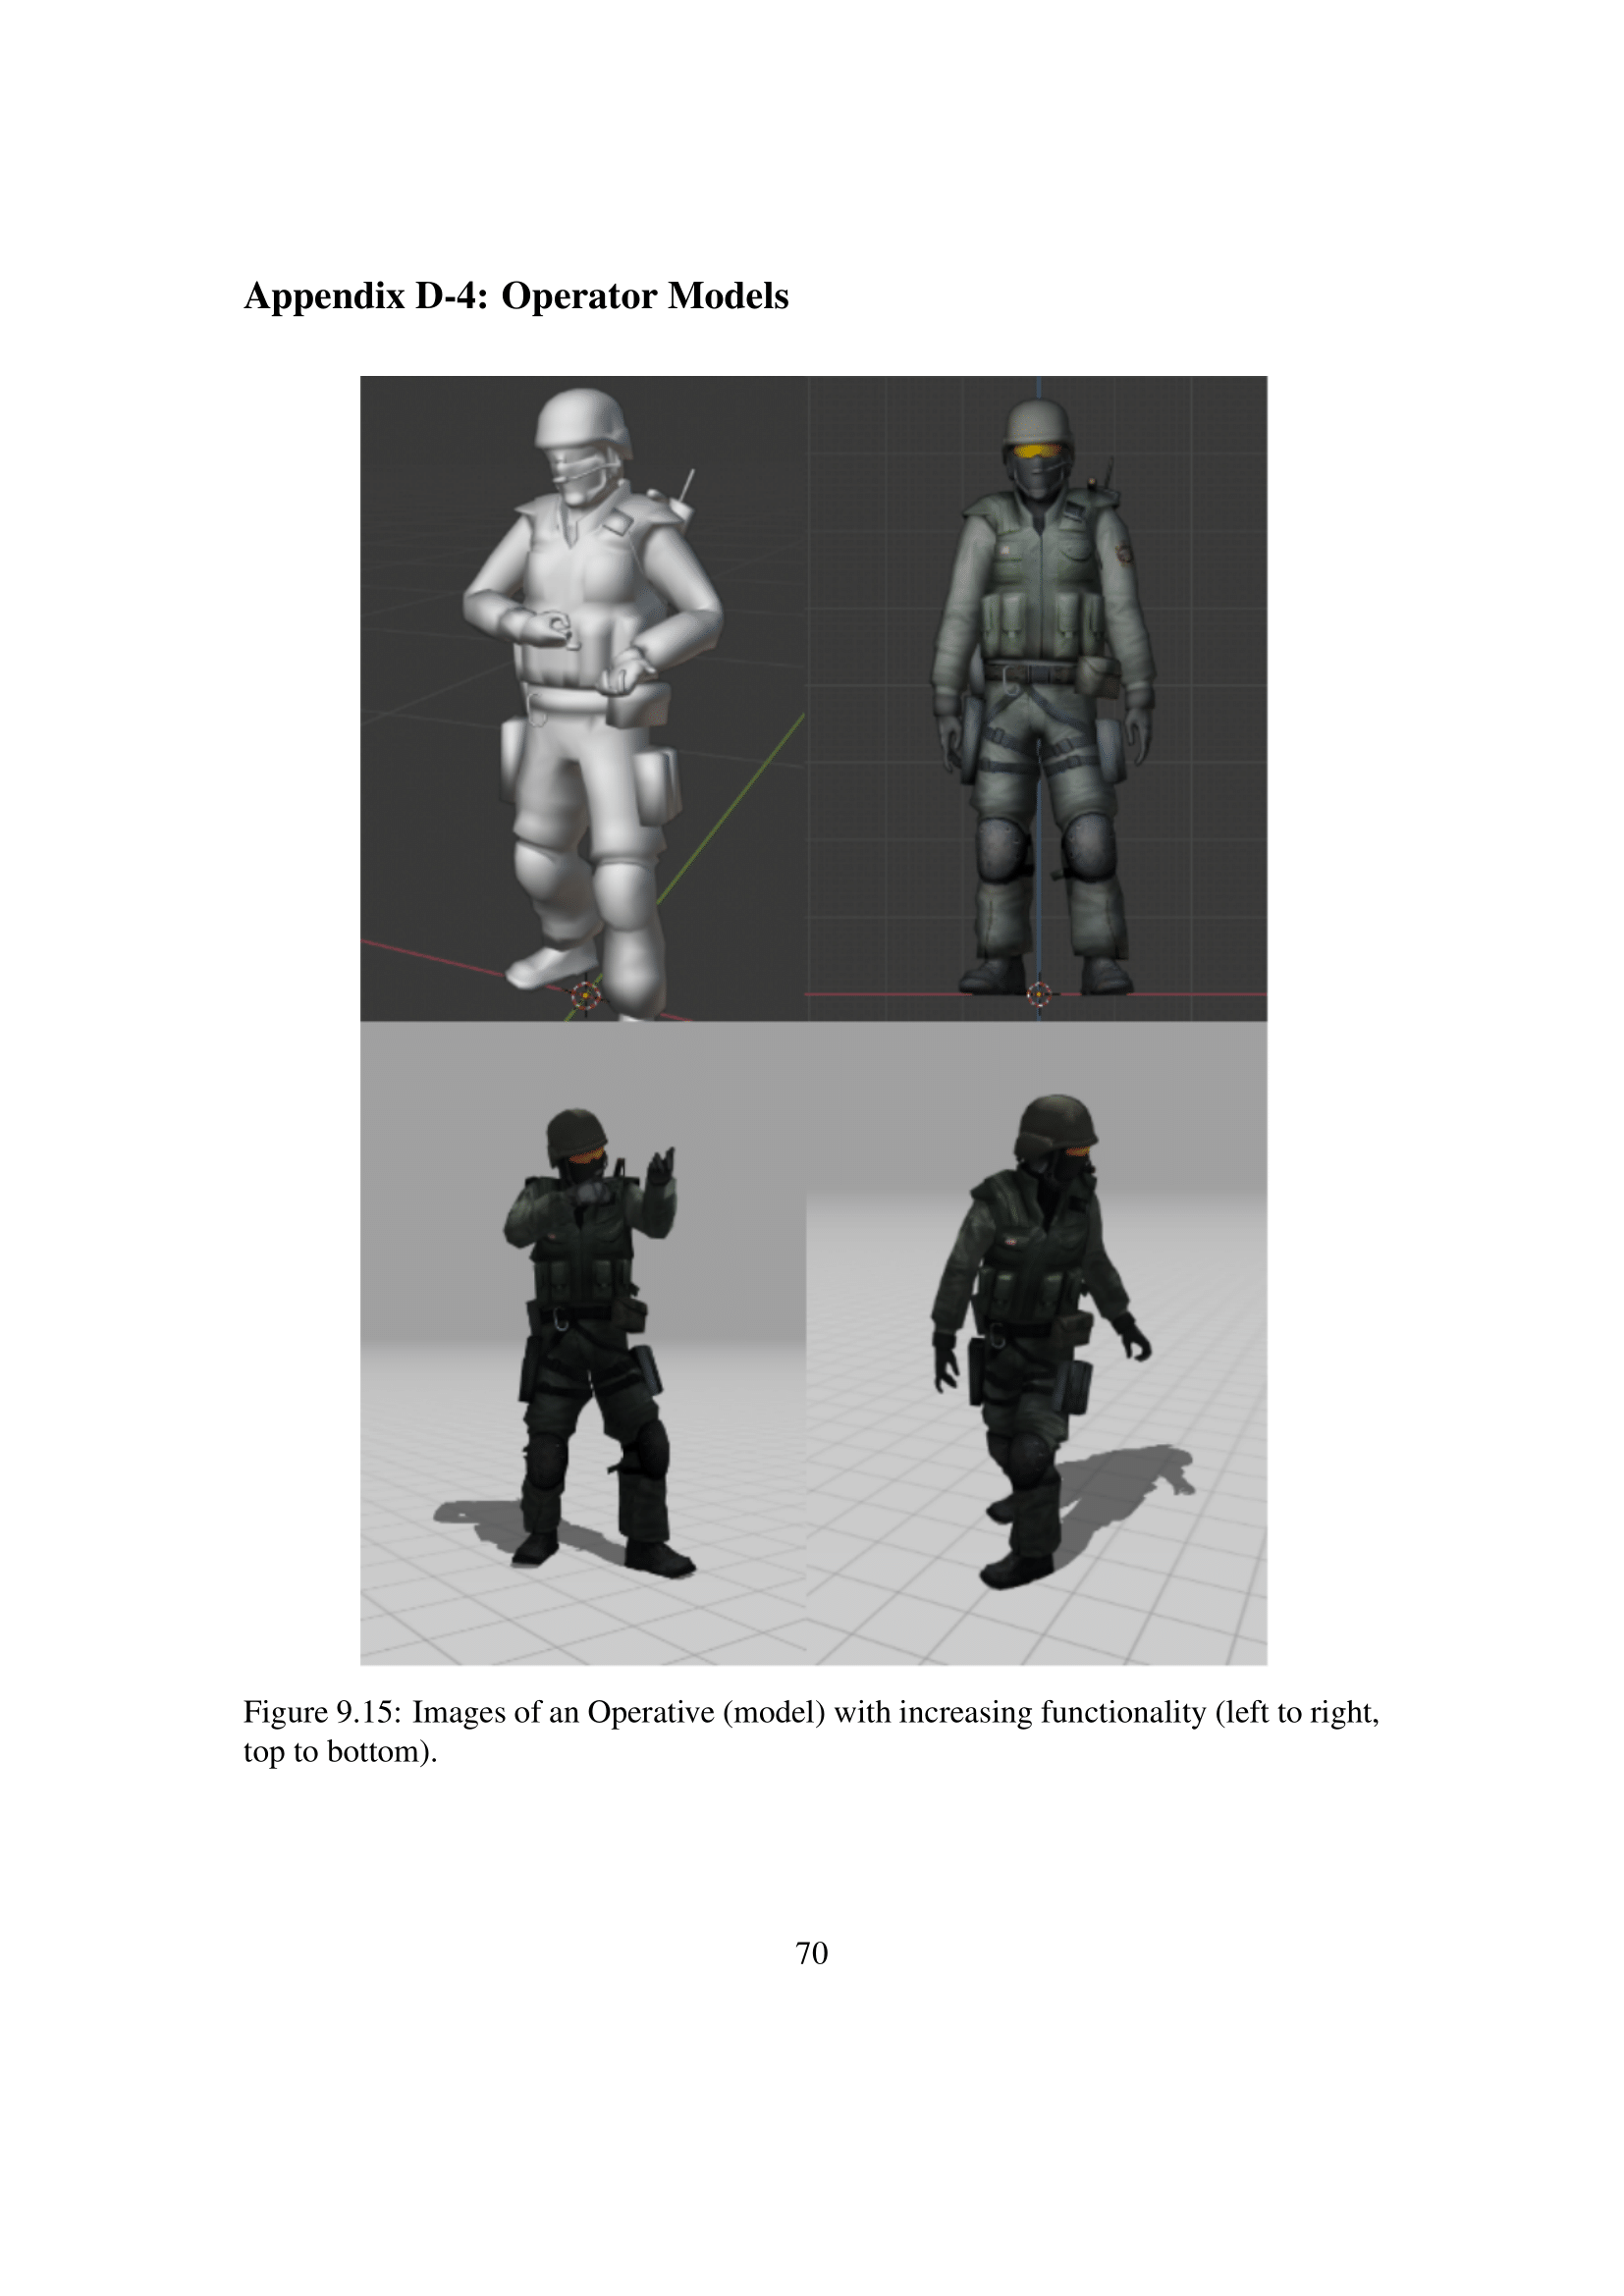 Appendix D-4: Operator Models
Figure 9.15: Images of an Operative (model) with increasing functionality (left to right,
top to bottom).
70